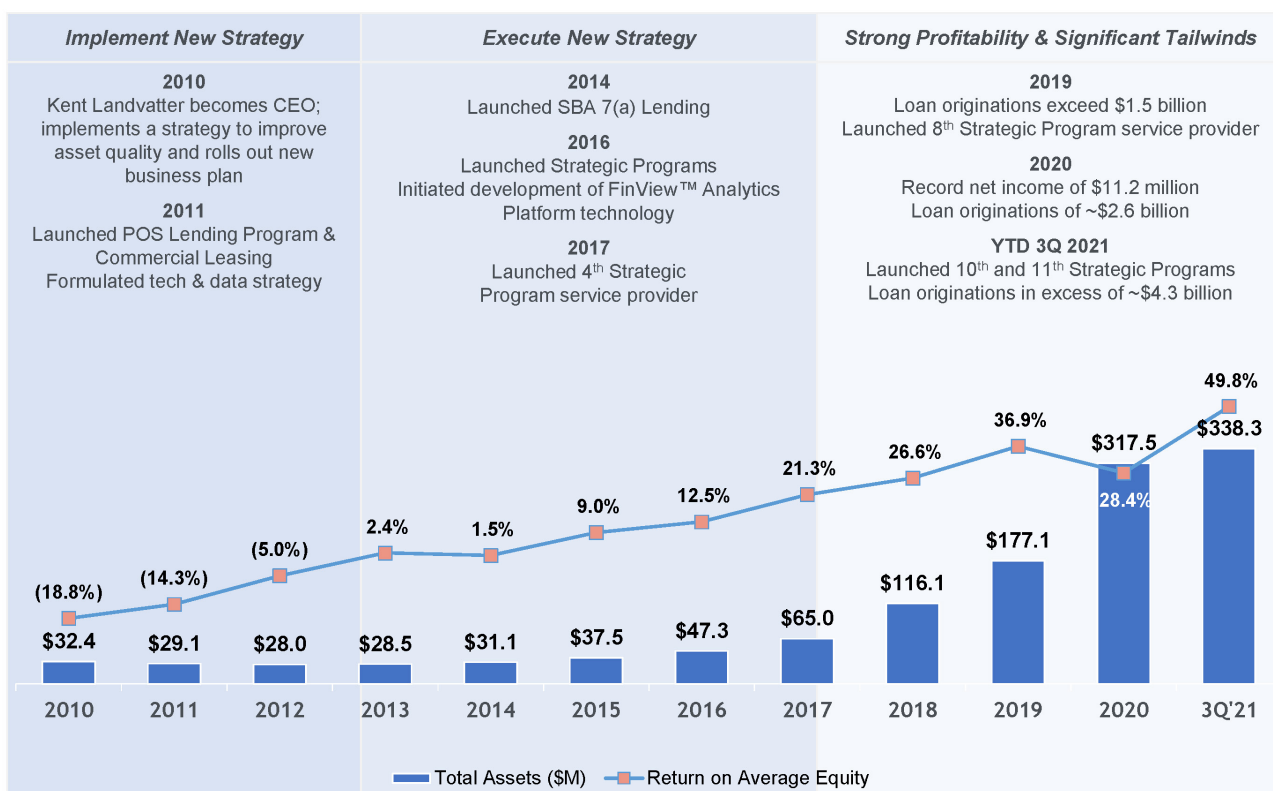 Implement New Strategy
2010
Kent Landvatter becomes CEO;
implements a strategy to improve
asset quality and rolls out new
business plan
2011
Launched POS Lending Program &
Commercial Leasing
Formulated tech & data strategy
Execute New Strategy
2014
Launched SBA 7(a) Lending
2016
Launched Strategic Programs
Initiated development of FinView™ Analytics
Platform technology
2017
Launched 4th Strategic
Program service provider
Strong Profitability & Significant Tailwinds
2019
Loan originations exceed $1.5 billion
Launched 8th Strategic Program service provider
2020
Record net income of $11.2 million
Loan originations of ~$2.6 billion
YTD 3Q 2021
Launched 10th and 11th Strategic Programs
Loan originations in excess of ~$4.3 billion
(18.8%) (14.3%) (5.0%) 2.4% 1.5% 9.0% 12.5% 21.3% 26.6% 36.9% 28.4% 49.8%
$32.4 $29.1 $28.0 $28.5 $31.1 $37.5 $47.3 $65.0 $116.1 $177.1 $317.5 $338.3
2010 2011 2012 2013 2014 2015 2016 2017 2018 2019 2020 3Q'21
Total Assets ($M) Return on Average Equity